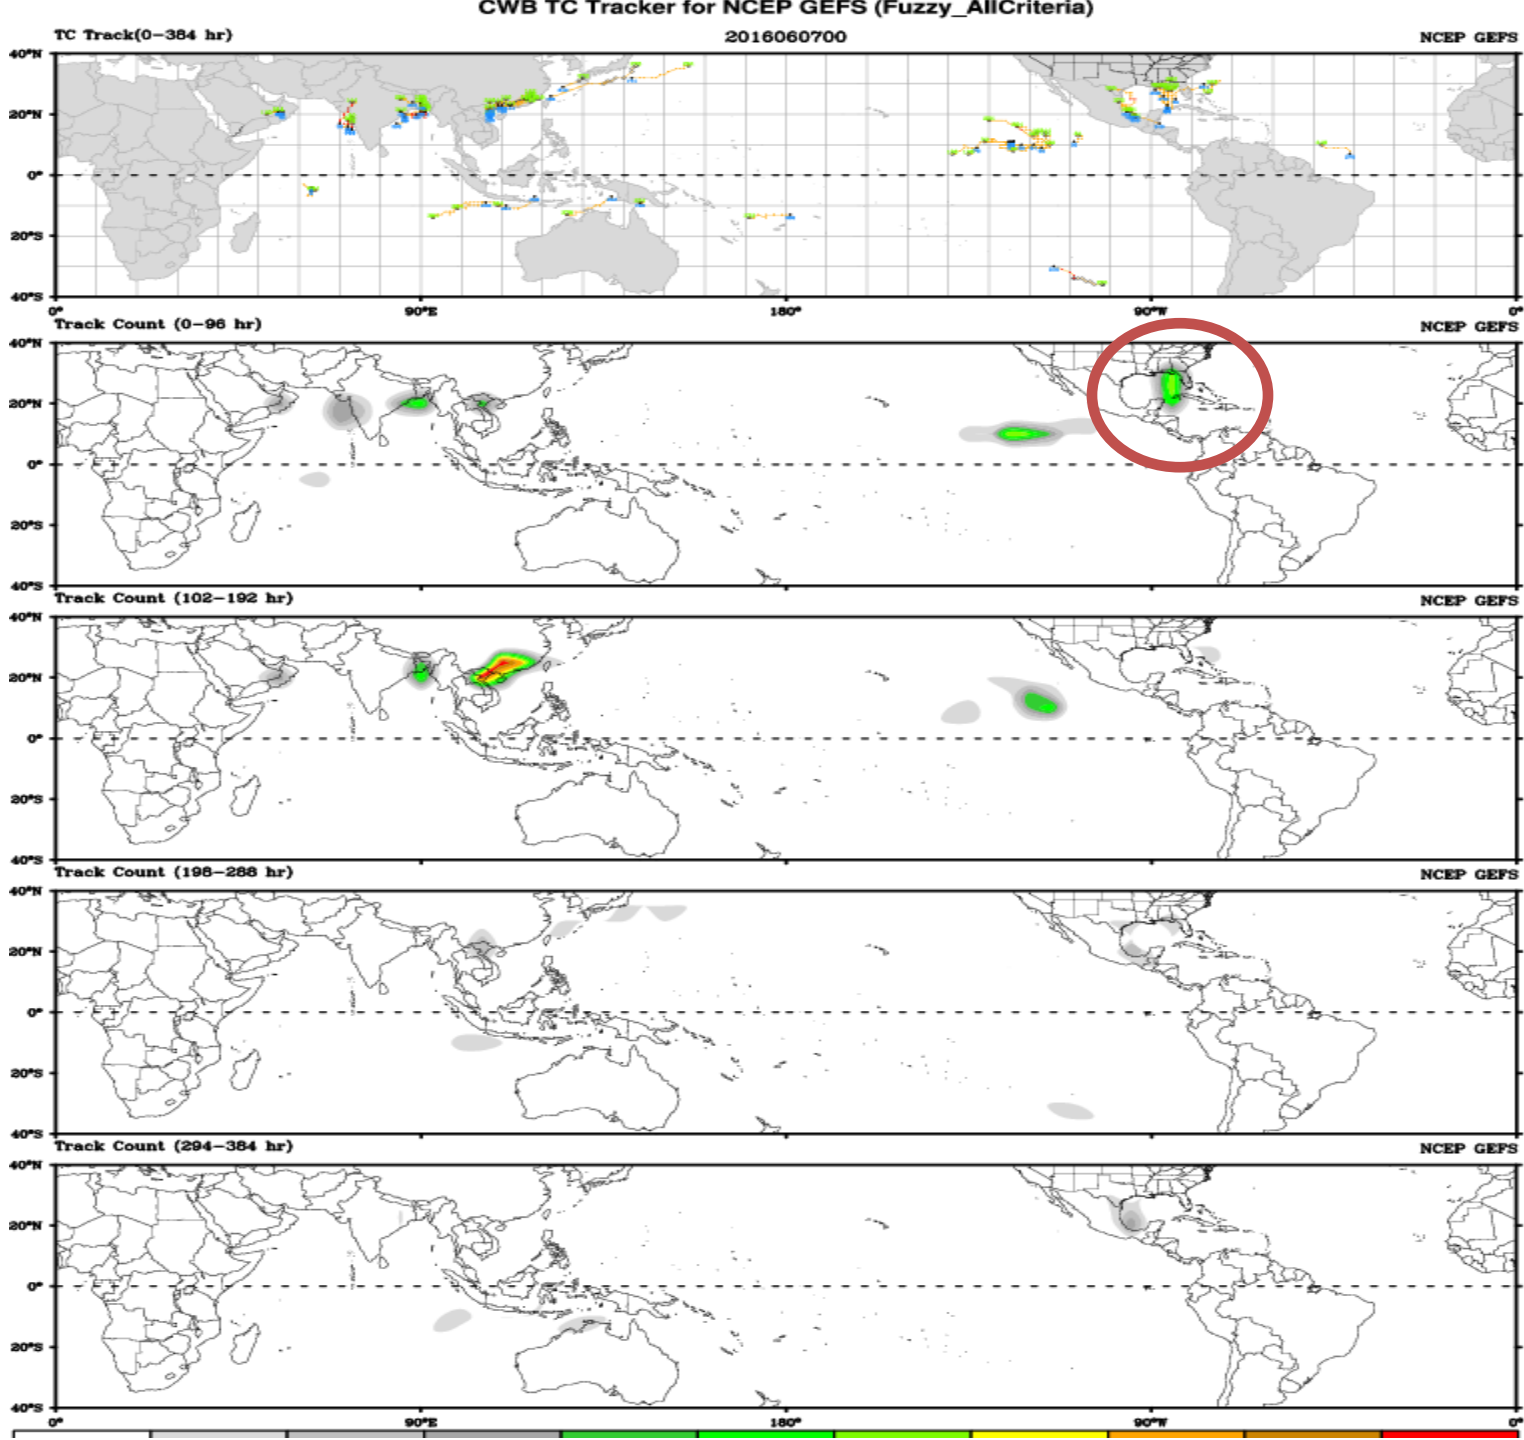 CWB TC Tracker for NCEP GEFS (Fuzzy_AllCriteria)
TC Track(0-384 hr) 2016060700 NCEP GEFS
40°N
20°N
0°
20°S
40°S
0° 90°E 180° 90°W 0°
Track Count (0-96 hr) NCEP GEFS
40°N
20°N
0°
20°S
40°S
Track Count (102-192 hr) NCEP GEFS
40°N
20°N
0°
20°S
40°S
Track Count (198-288 hr) NCEP GEFS
40°N
20°N
0°
20°S
40°S
Track Count (294-384 hr) NCEP GEFS
40°N
20°N
0°
20°S
40°S
0° 90°E 180° 90°W 0°